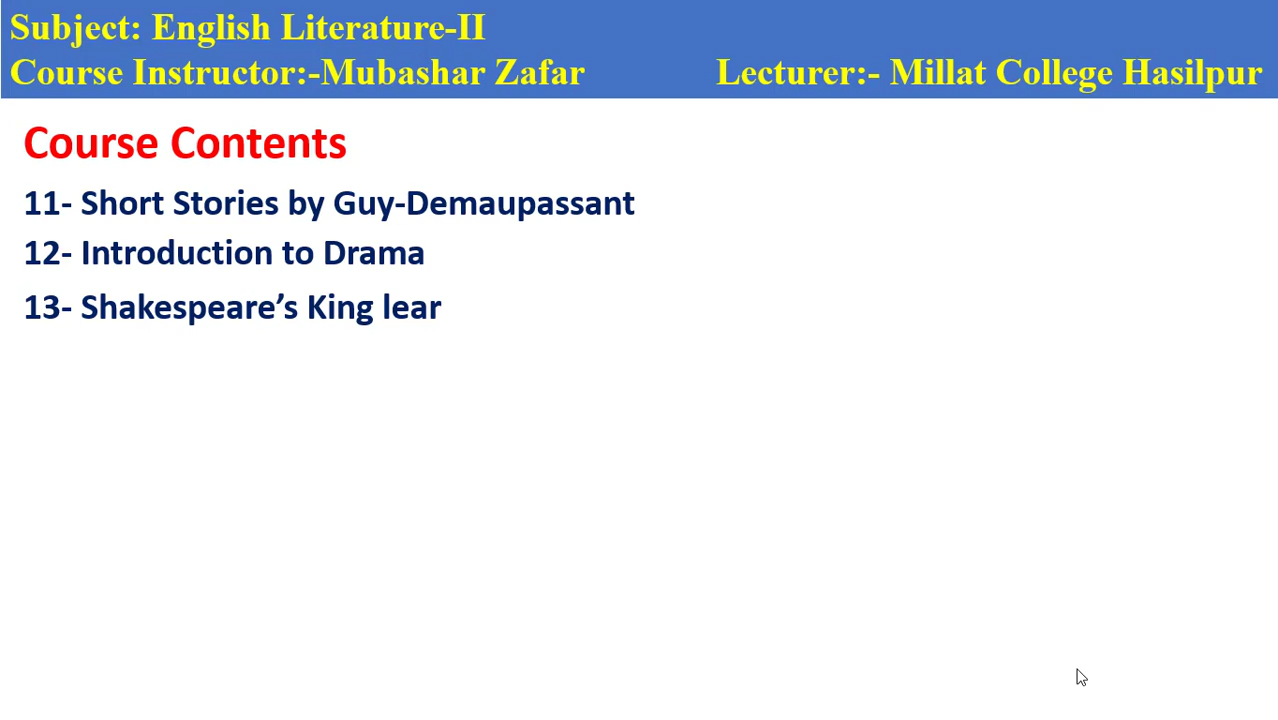 Subject: English Literature-II
Course Instructor:-Mubashar Zafar Lecturer:- Millat College Hasilpur
Course Contents
11- Short Stories by Guy-Demaupassant
12- Introduction to Drama
13- Shakespeare’s King lear